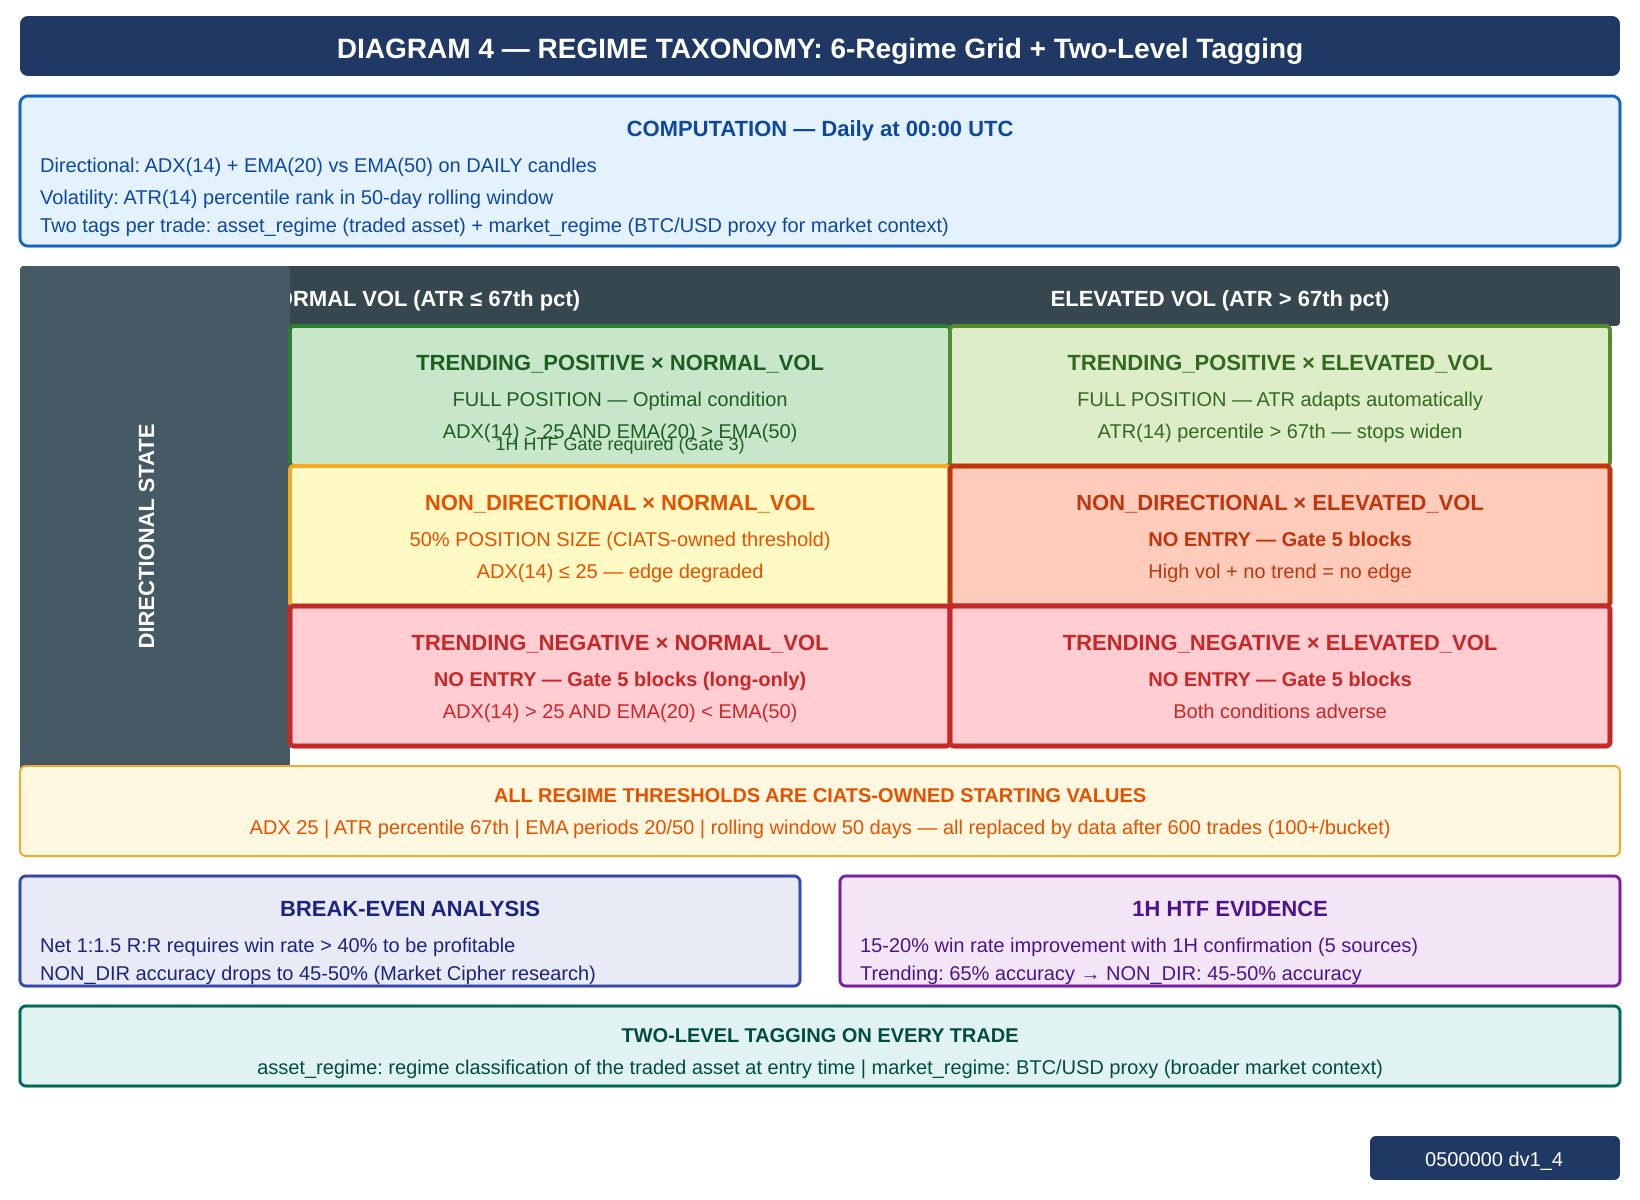 DIAGRAM 4 — REGIME TAXONOMY: 6-Regime Grid + Two-Level Tagging
COMPUTATION — Daily at 00:00 UTC
Directional: ADX(14) + EMA(20) vs EMA(50) on DAILY candles
Volatility: ATR(14) percentile rank in 50-day rolling window
Two tags per trade: asset_regime (traded asset) + market_regime (BTC/USD proxy for market context)
ORMAL VOL (ATR ≤ 67th pct)
ELEVATED VOL (ATR > 67th pct)
DIRECTIONAL STATE
TRENDING_POSITIVE × NORMAL_VOL
FULL POSITION — Optimal condition
ADX(14) > 25 AND EMA(20) > EMA(50)
1H HTF Gate required (Gate 3)
TRENDING_POSITIVE × ELEVATED_VOL
FULL POSITION — ATR adapts automatically
ATR(14) percentile > 67th — stops widen
NON_DIRECTIONAL × NORMAL_VOL
50% POSITION SIZE (CIATS-owned threshold)
ADX(14) ≤ 25 — edge degraded
NON_DIRECTIONAL × ELEVATED_VOL
NO ENTRY — Gate 5 blocks
High vol + no trend = no edge
TRENDING_NEGATIVE × NORMAL_VOL
NO ENTRY — Gate 5 blocks (long-only)
ADX(14) > 25 AND EMA(20) < EMA(50)
TRENDING_NEGATIVE × ELEVATED_VOL
NO ENTRY — Gate 5 blocks
Both conditions adverse
ALL REGIME THRESHOLDS ARE CIATS-OWNED STARTING VALUES
ADX 25 | ATR percentile 67th | EMA periods 20/50 | rolling window 50 days — all replaced by data after 600 trades (100+/bucket)
BREAK-EVEN ANALYSIS
Net 1:1.5 R:R requires win rate > 40% to be profitable
NON_DIR accuracy drops to 45-50% (Market Cipher research)
1H HTF EVIDENCE
15-20% win rate improvement with 1H confirmation (5 sources)
Trending: 65% accuracy → NON_DIR: 45-50% accuracy
TWO-LEVEL TAGGING ON EVERY TRADE
asset_regime: regime classification of the traded asset at entry time | market_regime: BTC/USD proxy (broader market context)
0500000 dv1_4